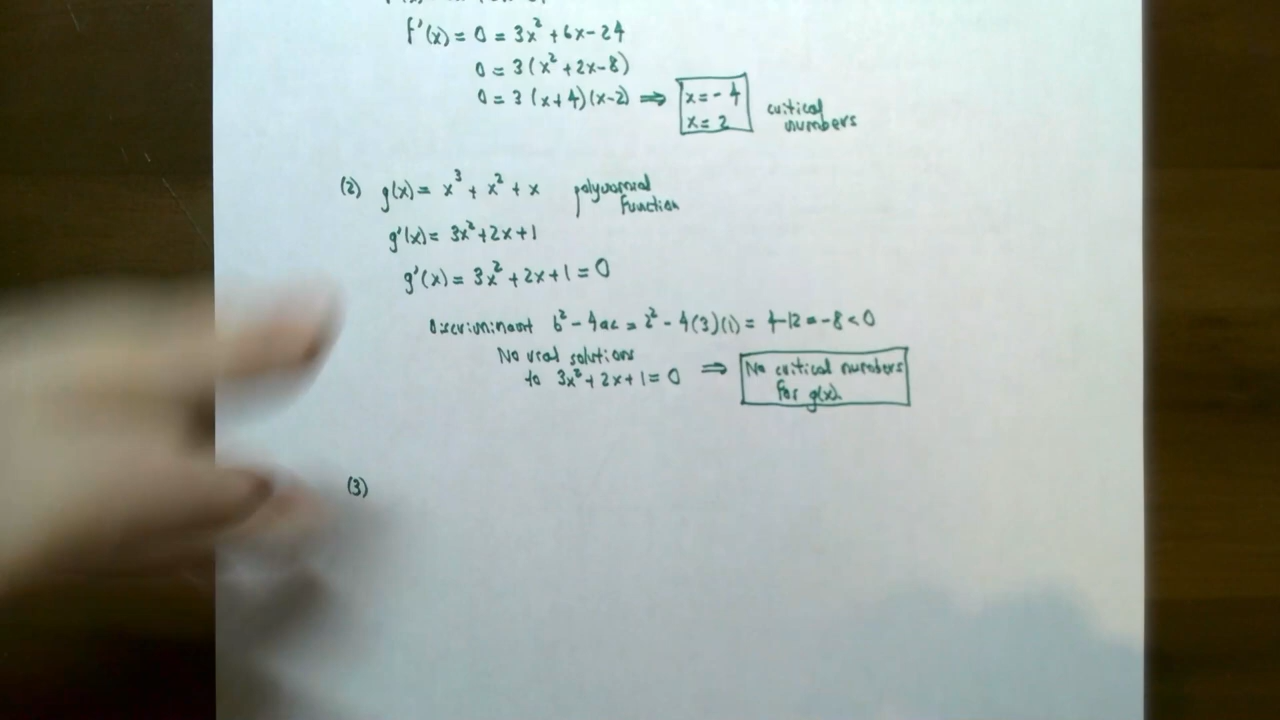 f'(x) = 0 = 3x² + 6x - 24
0 = 3(x² + 2x - 8)
0 = 3(x+4)(x-2) ⟹ x = -4
x = 2
critical
numbers
(2) g(x) = x³ + x² + x polynomial
function
g'(x) = 3x² + 2x + 1
g'(x) = 3x² + 2x + 1 = 0
Discriminant b² - 4ac = 2² - 4(3)(1) = 4-12 = -8 < 0
No real solutions
to 3x² + 2x + 1 = 0 ⟹ No critical numbers
for g(x).
(3)